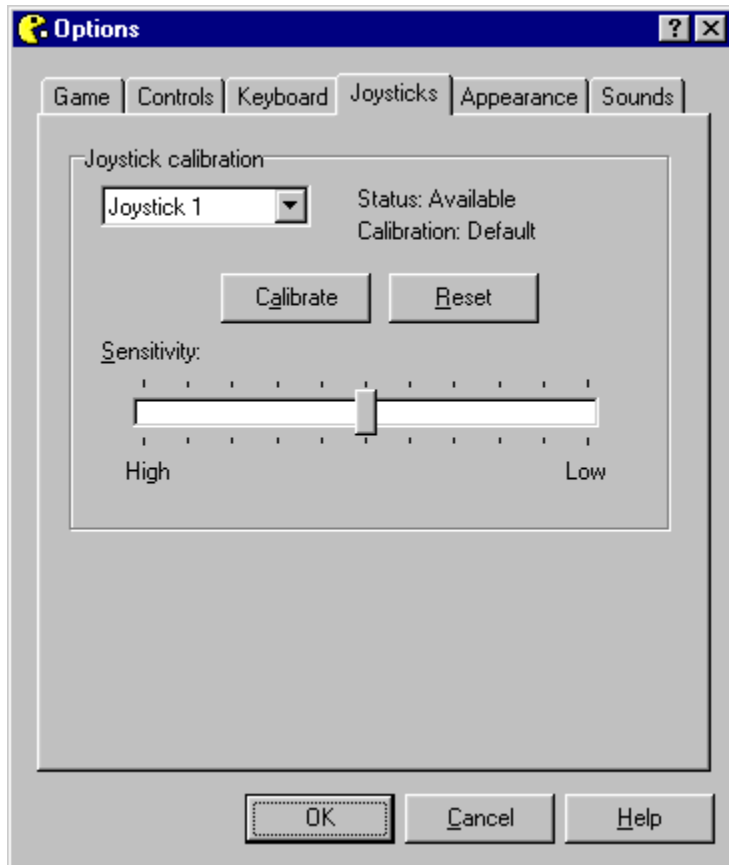 Options
Game Controls Keyboard Joysticks Appearance Sounds
Joystick calibration
Joystick 1
Status: Available
Calibration: Default
Calibrate Reset
Sensitivity:
High Low
OK Cancel Help